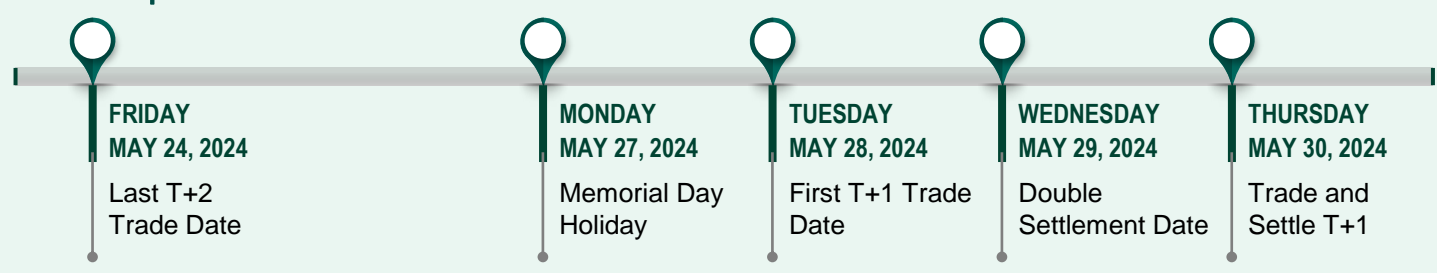 FRIDAY
MAY 24, 2024
Last T+2
Trade Date
MONDAY
MAY 27, 2024
Memorial Day
Holiday
TUESDAY
MAY 28, 2024
First T+1 Trade
Date
WEDNESDAY
MAY 29, 2024
Double
Settlement Date
THURSDAY
MAY 30, 2024
Trade and
Settle T+1